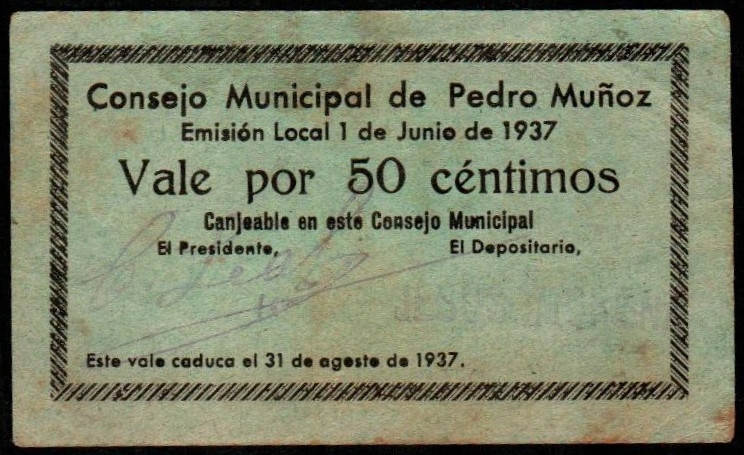 Consejo Municipal de Pedro Muñoz
Emisión Local 1 de Junio de 1937
Vale por 50 céntimos
Canjeable en este Consejo Municipal
El Presidente, El Depositario,
Este vale caduca el 31 de agosto de 1937.